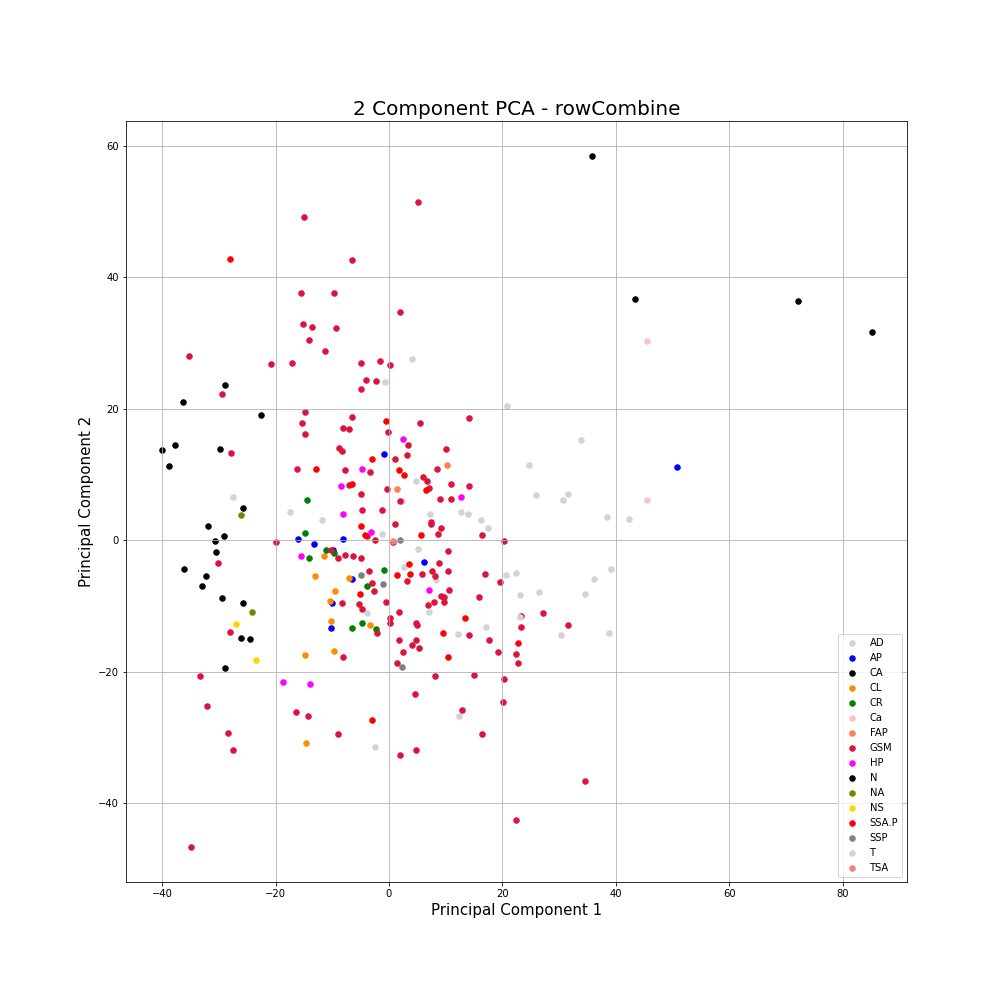 2 Component PCA - rowCombine
60
40
20
0
−20
−40
Principal Component 2
−40
−20
0
20
40
60
80
Principal Component 1
AD
AP
CA
CL
CR
Ca
FAP
GSM
HP
N
NA
NS
SSA.P
SSP
T
TSA